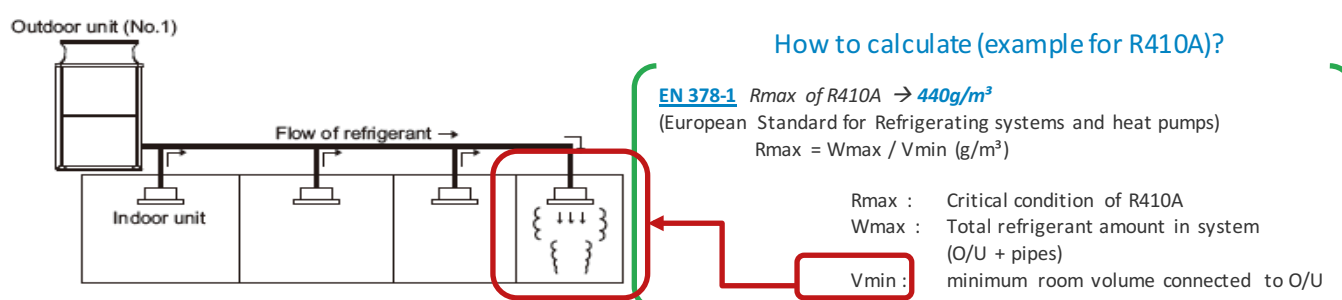 Outdoor unit (No.1)
Flow of refrigerant →
Indoor unit
How to calculate (example for R410A)?
EN 378-1 Rmax of R410A → 440g/m³
(European Standard for Refrigerating systems and heat pumps)
Rmax = Wmax / Vmin (g/m³)
Rmax : Critical condition of R410A
Wmax : Total refrigerant amount in system
(O/U + pipes)
Vmin : minimum room volume connected to O/U